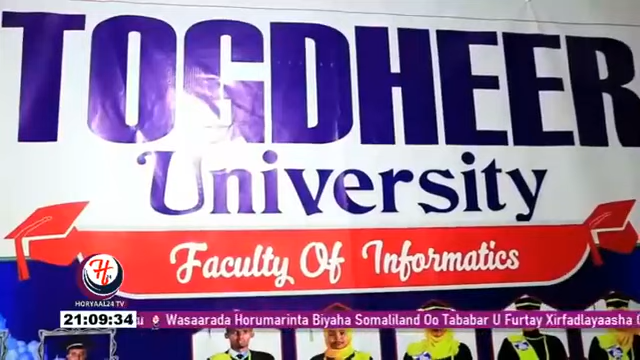 TOGDHEER
University
Faculty Of Informatics
HORYAAL24 TV
21:09:34
Wasaarada Horumarinta Biyaha Somaliland Oo Tababar U Furtay Xirfadlayaasha